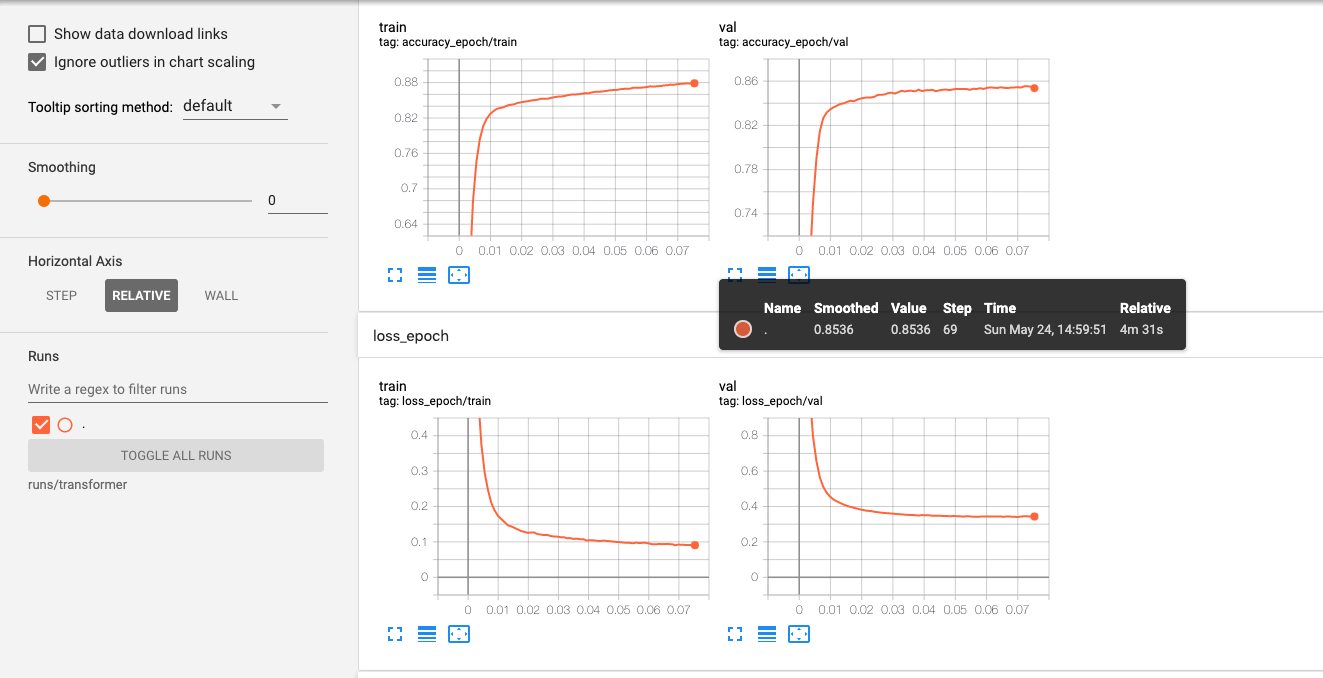 Show data download links
Ignore outliers in chart scaling
Tooltip sorting method: default
Smoothing
0
Horizontal Axis
STEP RELATIVE WALL
Runs
Write a regex to filter runs
.
TOGGLE ALL RUNS
runs/transformer
train
tag: accuracy_epoch/train
0.88
0.82
0.76
0.7
0.64
0 0.01 0.02 0.03 0.04 0.05 0.06 0.07
val
tag: accuracy_epoch/val
0.86
0.82
0.78
0.74
0 0.01 0.02 0.03 0.04 0.05 0.06 0.07
Name Smoothed Value Step Time Relative
. 0.8536 0.8536 69 Sun May 24, 14:59:51 4m 31s
loss_epoch
train
tag: loss_epoch/train
0.4
0.3
0.2
0.1
0
0 0.01 0.02 0.03 0.04 0.05 0.06 0.07
val
tag: loss_epoch/val
0.8
0.6
0.4
0.2
0
0 0.01 0.02 0.03 0.04 0.05 0.06 0.07